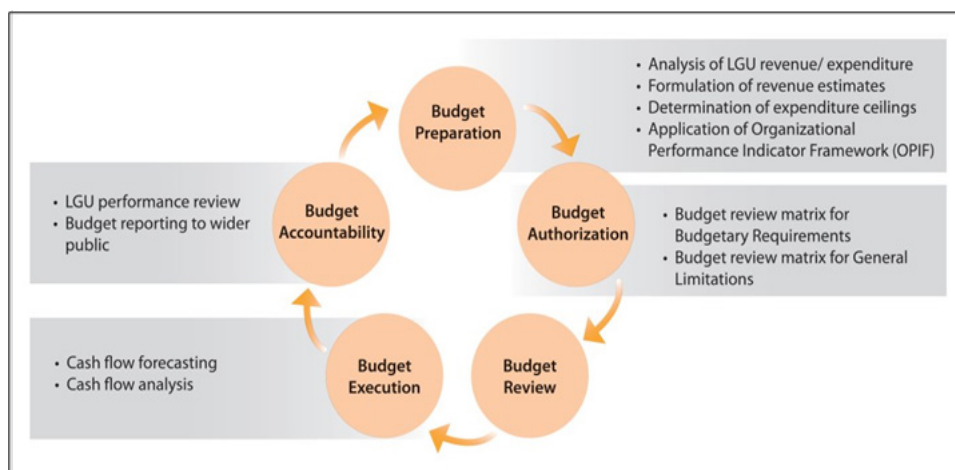 Budget
Preparation
• Analysis of LGU revenue/ expenditure
• Formulation of revenue estimates
• Determination of expenditure ceilings
• Application of Organizational
Performance Indicator Framework (OPIF)
Budget
Authorization
• Budget review matrix for
Budgetary Requirements
• Budget review matrix for General
Limitations
Budget
Review
Budget
Execution
• Cash flow forecasting
• Cash flow analysis
Budget
Accountability
• LGU performance review
• Budget reporting to wider
public